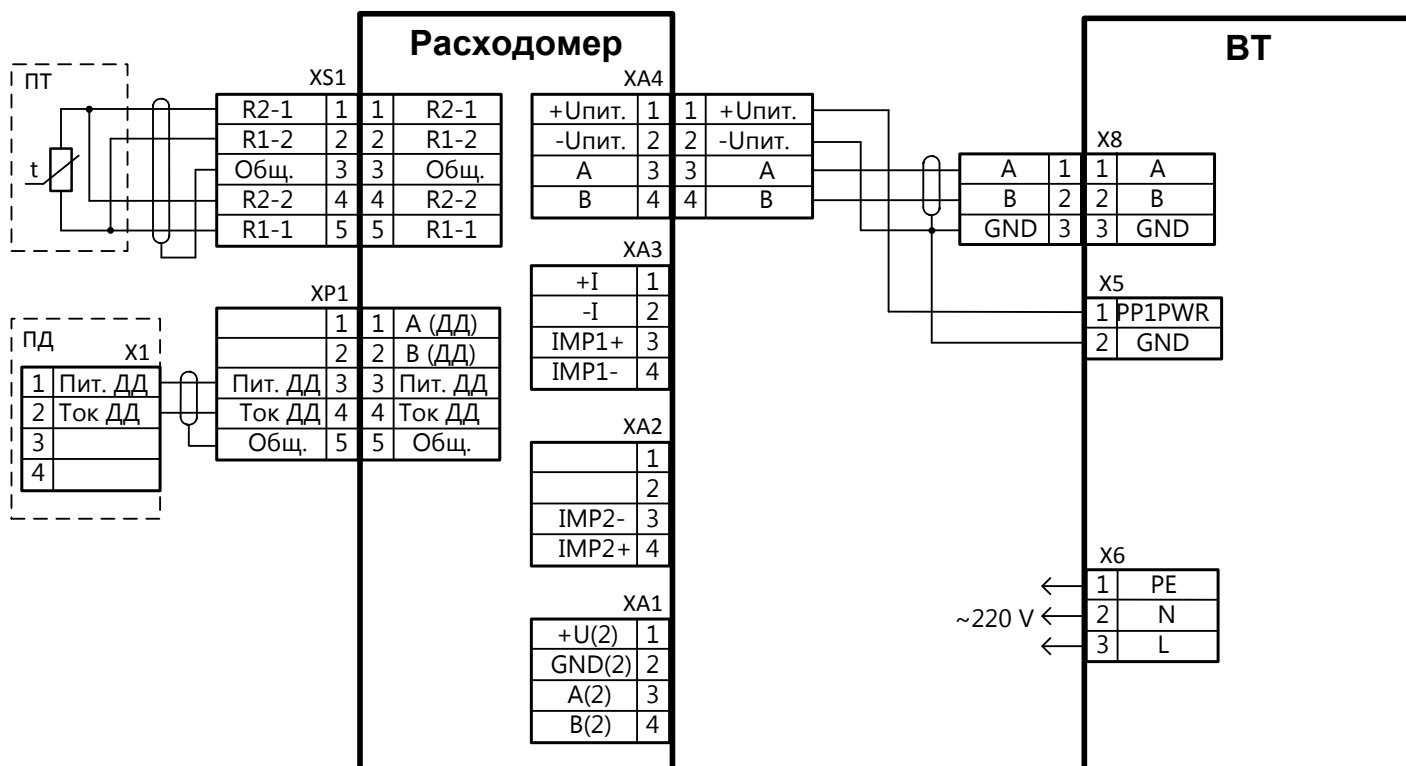 Расходомер
ВТ
ПТ
t
XS1
R2-1 1 1 R2-1
R1-2 2 2 R1-2
Общ. 3 3 Общ.
R2-2 4 4 R2-2
R1-1 5 5 R1-1
XP1
1 1 А (ДД)
2 2 В (ДД)
Пит. ДД 3 3 Пит. ДД
Ток ДД 4 4 Ток ДД
Общ. 5 5 Общ.
ПД
X1
1 Пит. ДД
2 Ток ДД
3
4
XA4
+Uпит. 1 1 +Uпит.
-Uпит. 2 2 -Uпит.
A 3 3 A
B 4 4 B
XA3
+I 1
-I 2
IMP1+ 3
IMP1- 4
XA2
1
2
IMP2- 3
IMP2+ 4
XA1
+U(2) 1
GND(2) 2
A(2) 3
B(2) 4
X8
A 1 1 A
B 2 2 B
GND 3 3 GND
X5
1 PP1PWR
2 GND
X6
~220 V
1 PE
2 N
3 L